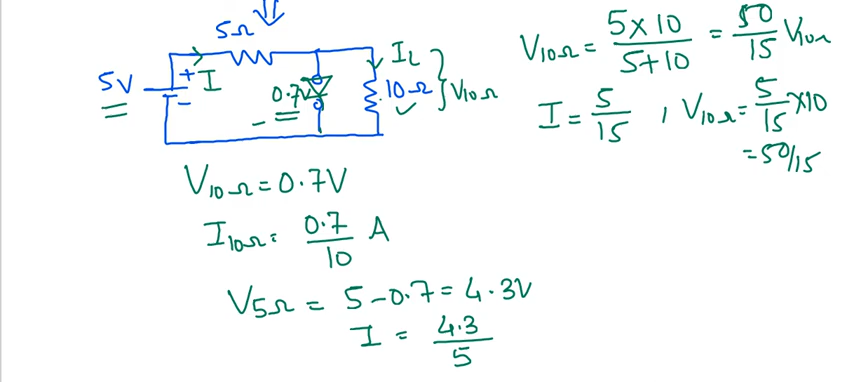 5Ω
5V
+
I
-
0.7V
-
I_L
10Ω
V10Ω
V10Ω = 0.7V
I10Ω = 0.7/10 A
V5Ω = 5-0.7 = 4.3V
I = 4.3/5
V10Ω = 5×10/5+10 = 50/15 V10Ω
I = 5/15 , V10Ω = 5/15 ×10
= 50/15